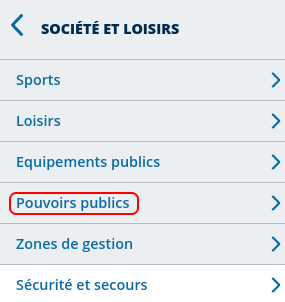 SOCIÉTÉ ET LOISIRS
Sports
Loisirs
Equipements publics
Pouvoirs publics
Zones de gestion
Sécurité et secours